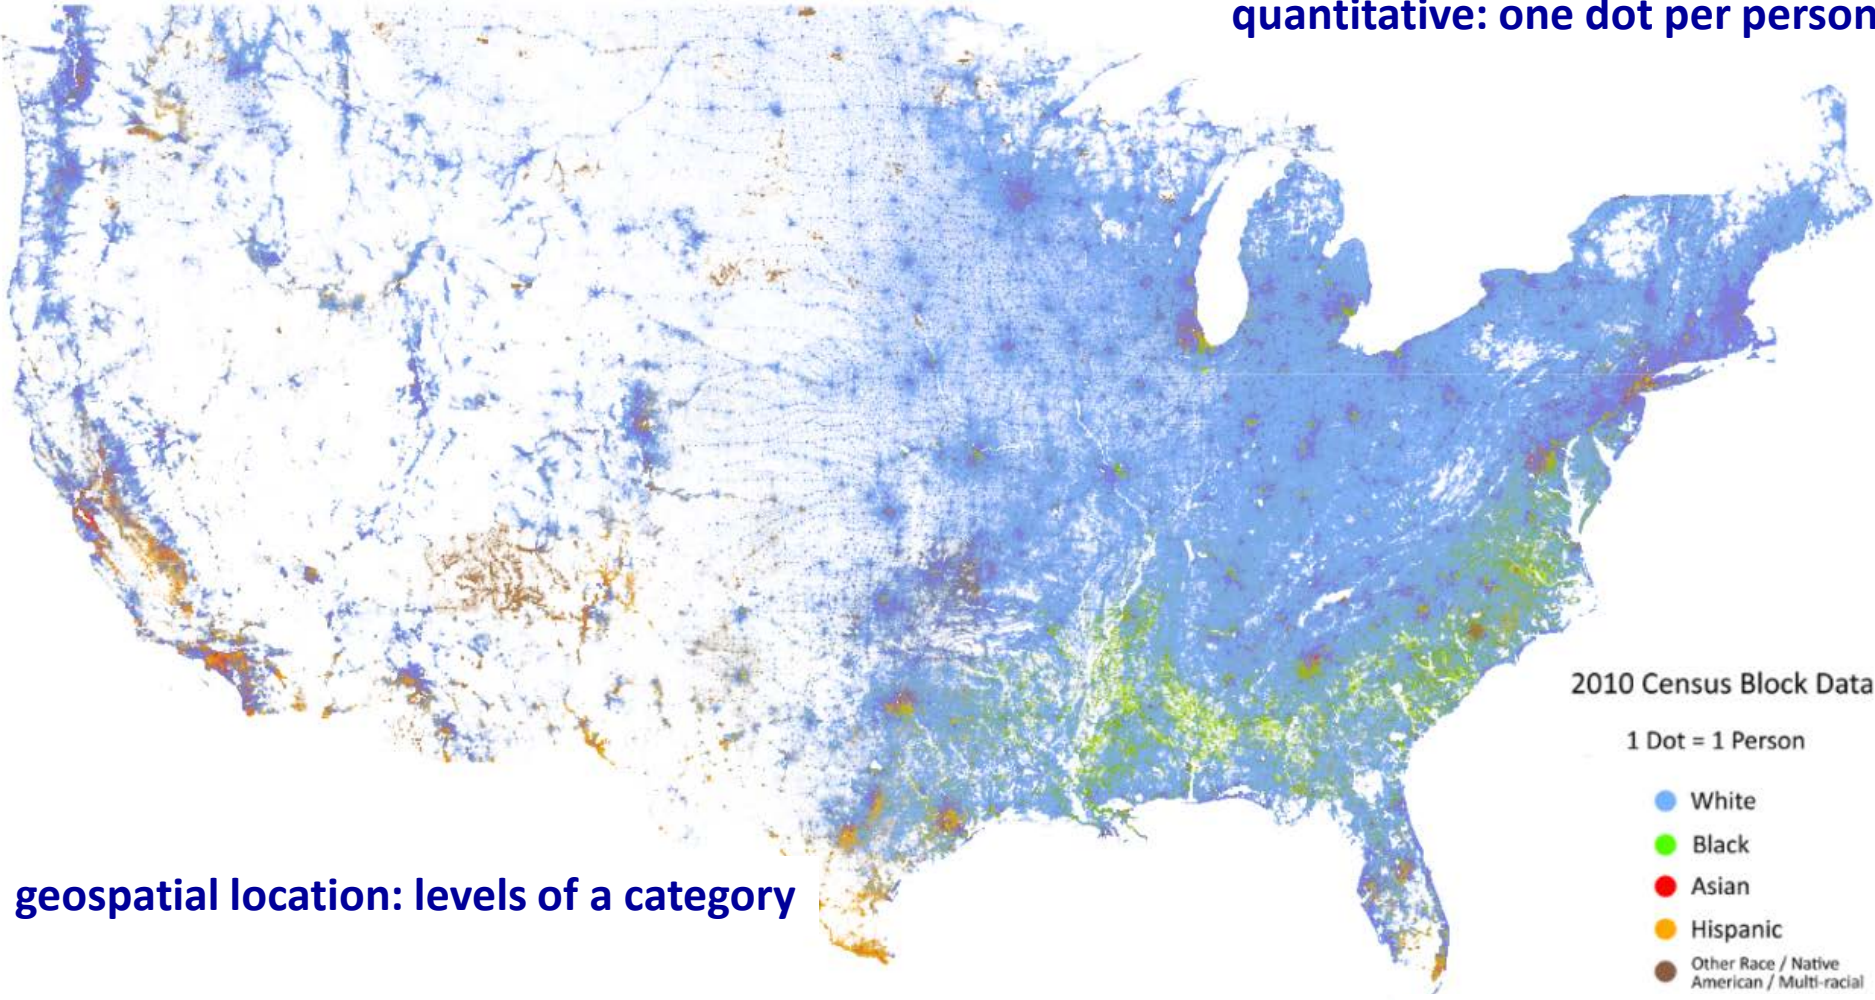 quantitative: one dot per person
geospatial location: levels of a category
2010 Census Block Data
1 Dot = 1 Person
White
Black
Asian
Hispanic
Other Race / Native
American / Multi-racial